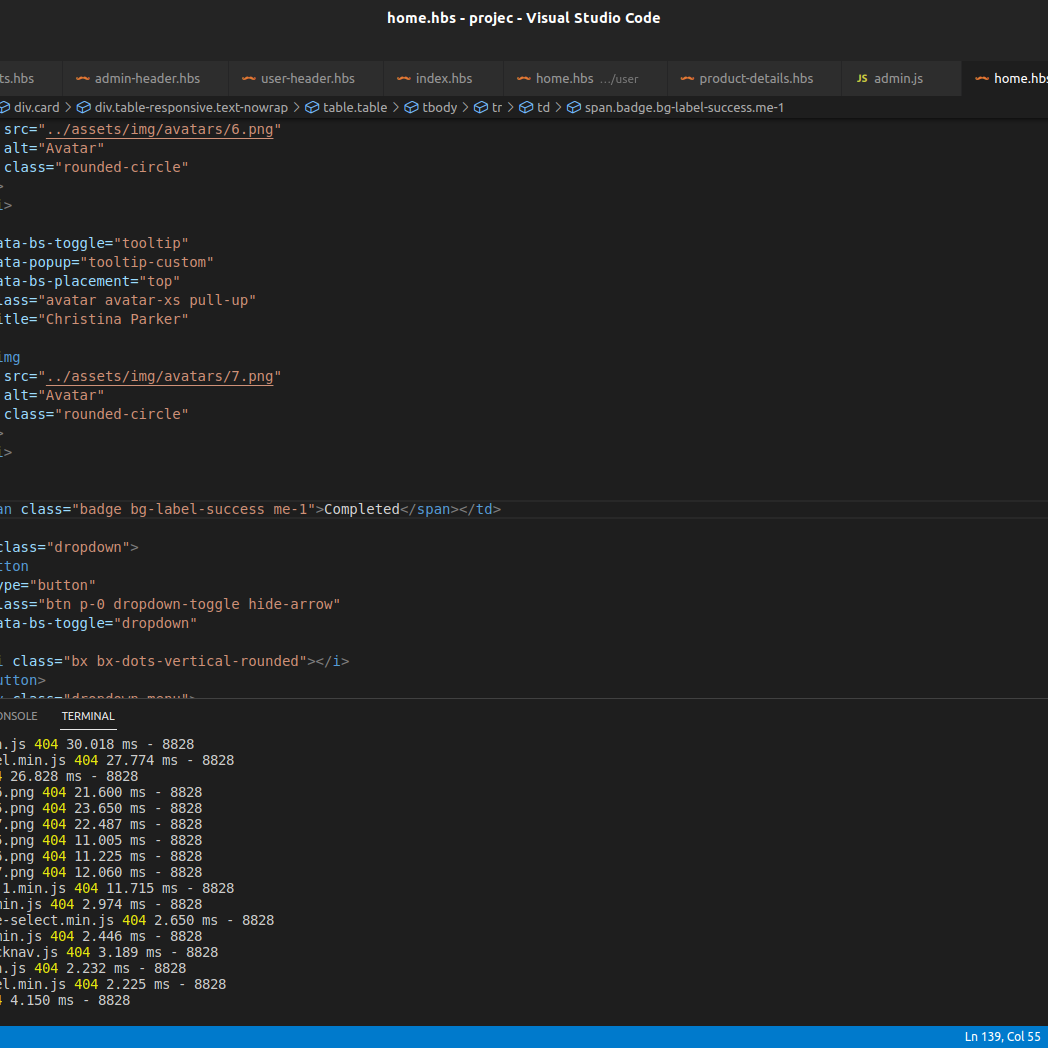 home.hbs - projec - Visual Studio Code
ts.hbs admin-header.hbs user-header.hbs index.hbs home.hbs .../user product-details.hbs JS admin.js home.hbs
div.card > div.table-responsive.text-nowrap > table.table > tbody > tr > td > span.badge.bg-label-success.me-1
src="../assets/img/avatars/6.png"
alt="Avatar"
class="rounded-circle"
>
i>
ata-bs-toggle="tooltip"
ata-popup="tooltip-custom"
ata-bs-placement="top"
lass="avatar avatar-xs pull-up"
itle="Christina Parker"
img
src="../assets/img/avatars/7.png"
alt="Avatar"
class="rounded-circle"
>
i>
an class="badge bg-label-success me-1">Completed</span></td>
class="dropdown">
tton
ype="button"
lass="btn p-0 dropdown-toggle hide-arrow"
ata-bs-toggle="dropdown"
i class="bx bx-dots-vertical-rounded"></i>
utton>
class="dropdown-menu">
ONSOLE TERMINAL
.js 404 30.018 ms - 8828
el.min.js 404 27.774 ms - 8828
26.828 ms - 8828
.png 404 21.600 ms - 8828
.png 404 23.650 ms - 8828
.png 404 22.487 ms - 8828
.png 404 11.005 ms - 8828
.png 404 11.225 ms - 8828
.png 404 12.060 ms - 8828
1.min.js 404 11.715 ms - 8828
min.js 404 2.974 ms - 8828
e-select.min.js 404 2.650 ms - 8828
min.js 404 2.446 ms - 8828
cknav.js 404 3.189 ms - 8828
.js 404 2.232 ms - 8828
el.min.js 404 2.225 ms - 8828
4.150 ms - 8828
Ln 139, Col 55